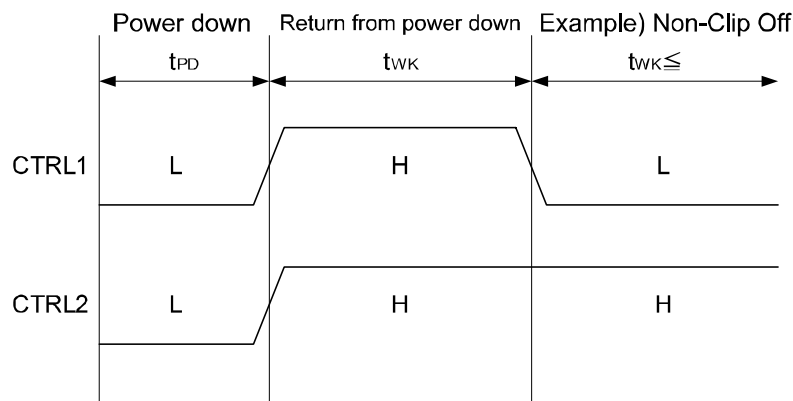 Power down Return from power down Example) Non-Clip Off
tPD tWK tWK≦
CTRL1 L H L
CTRL2 L H H